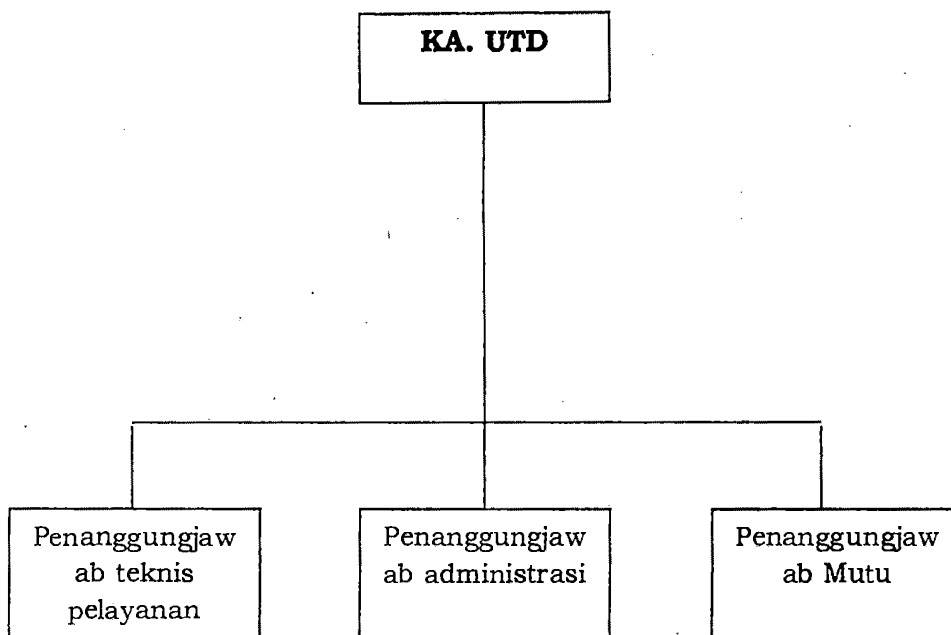 KA. UTD
Penanggungjaw
ab teknis
pelayanan
Penanggungjaw
ab administrasi
Penanggungjaw
ab Mutu